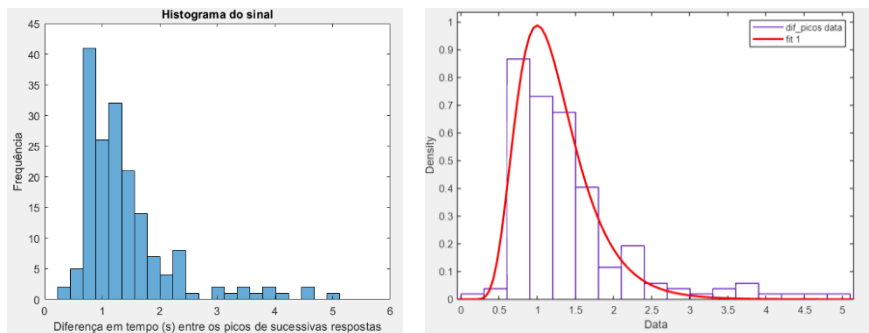 Histograma do sinal
45
40
35
30
25
20
15
10
5
0
Frequência
0 1 2 3 4 5 6
Diferença em tempo (s) entre os picos de sucessivas respostas
1
0.9
0.8
0.7
0.6
0.5
0.4
0.3
0.2
0.1
0
Density
dif_picos data
fit 1
0 0.5 1 1.5 2 2.5 3 3.5 4 4.5 5
Data